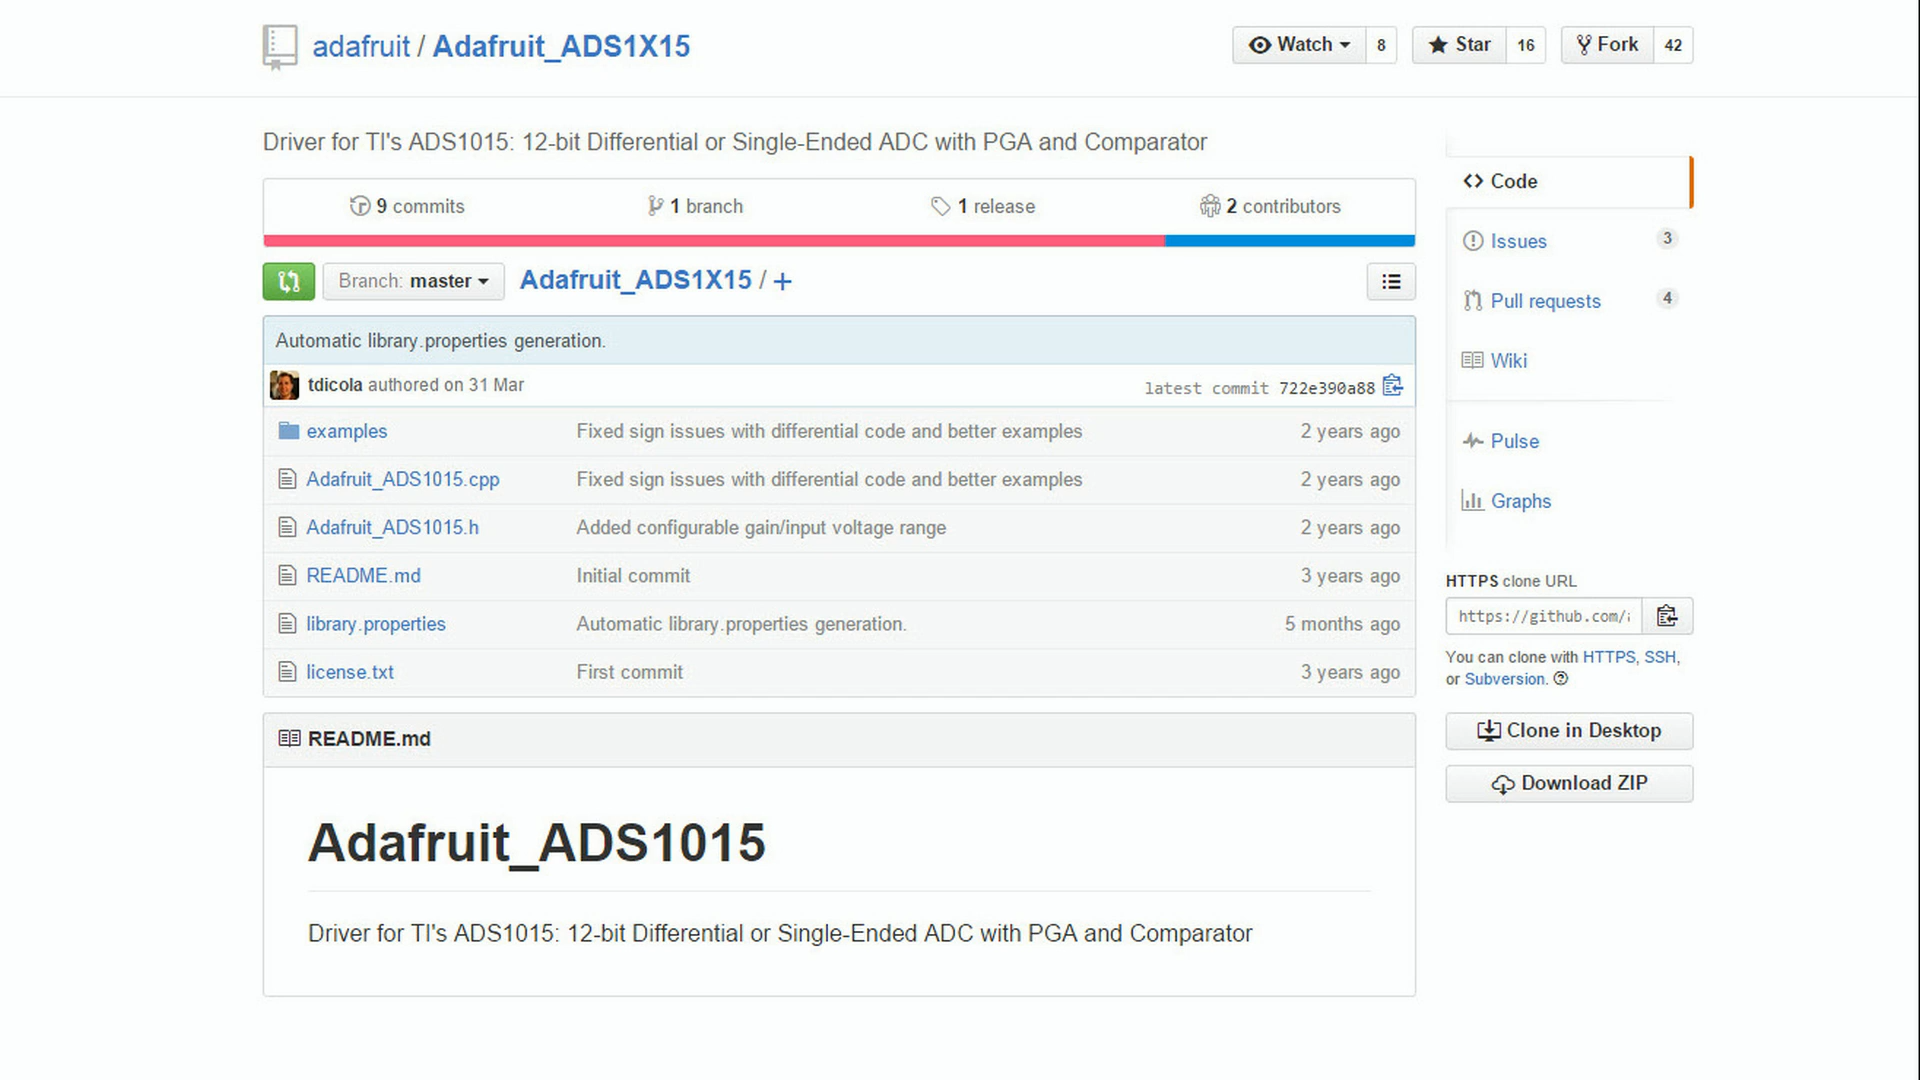 adafruit / Adafruit_ADS1X15
Watch 8 Star 16 Fork 42
Driver for TI's ADS1015: 12-bit Differential or Single-Ended ADC with PGA and Comparator
9 commits 1 branch 1 release 2 contributors
Branch: master Adafruit_ADS1X15 / +
Automatic library.properties generation.
tdicola authored on 31 Mar latest commit 722e390a88
examples Fixed sign issues with differential code and better examples 2 years ago
Adafruit_ADS1015.cpp Fixed sign issues with differential code and better examples 2 years ago
Adafruit_ADS1015.h Added configurable gain/input voltage range 2 years ago
README.md Initial commit 3 years ago
library.properties Automatic library.properties generation. 5 months ago
license.txt First commit 3 years ago
README.md
Adafruit_ADS1015
Driver for TI's ADS1015: 12-bit Differential or Single-Ended ADC with PGA and Comparator
Code
Issues 3
Pull requests 4
Wiki
Pulse
Graphs
HTTPS clone URL
https://github.com/
You can clone with HTTPS, SSH,
or Subversion.
Clone in Desktop
Download ZIP